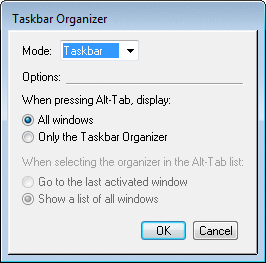 Taskbar Organizer
Mode: Taskbar
Options:
When pressing Alt-Tab, display:
All windows
Only the Taskbar Organizer
When selecting the organizer in the Alt-Tab list:
Go to the last activated window
Show a list of all windows
OK Cancel